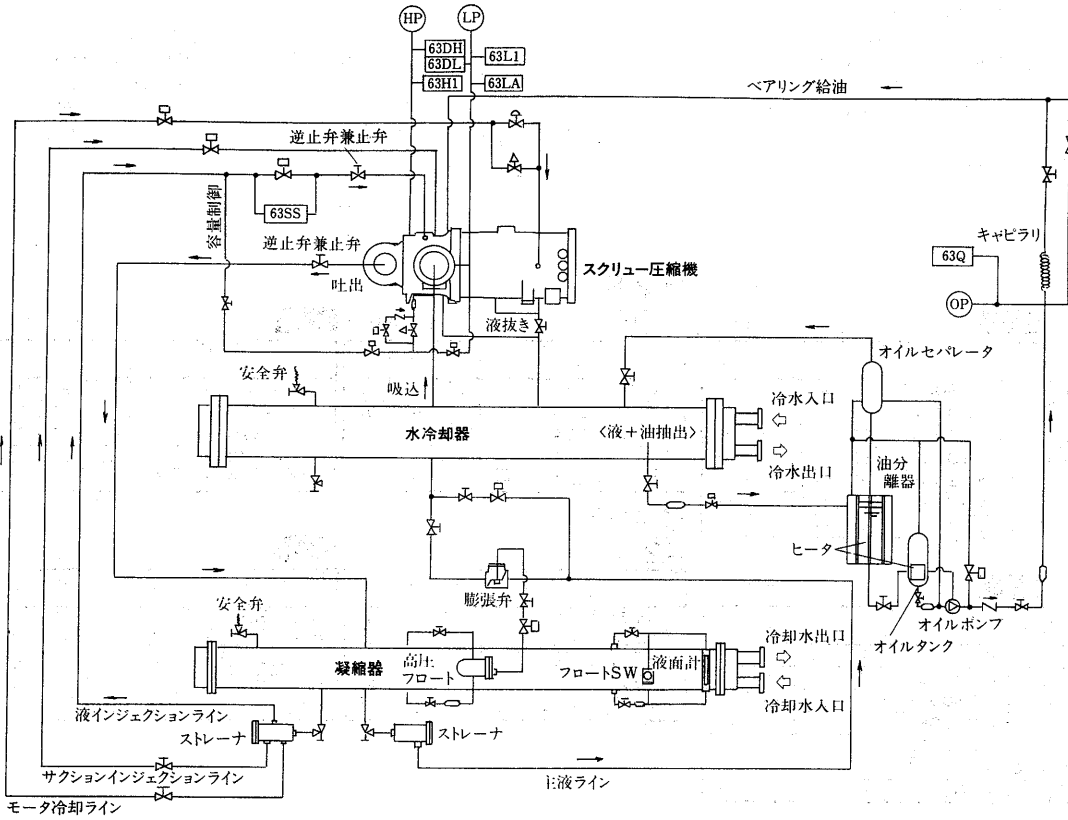 HP
LP
63DH
63DL
63H1
63L1
63LA
ベアリング給油
逆止弁兼止弁
63SS
容量制御
逆止弁兼止弁
吐出
スクリュー圧縮機
キャピラリ
63Q
OP
液抜き
オイルセパレータ
安全弁
吸込
冷水入口
水冷却器
〈液+油抽出〉
冷水出口
油分
離器
ヒータ
膨張弁
オイルポンプ
オイルタンク
安全弁
冷却水出口
凝縮器
高圧
フロート
フロートSW
液面計
冷却水入口
液インジェクションライン
ストレーナ
ストレーナ
サクションインジェクションライン
主液ライン
モータ冷却ライン